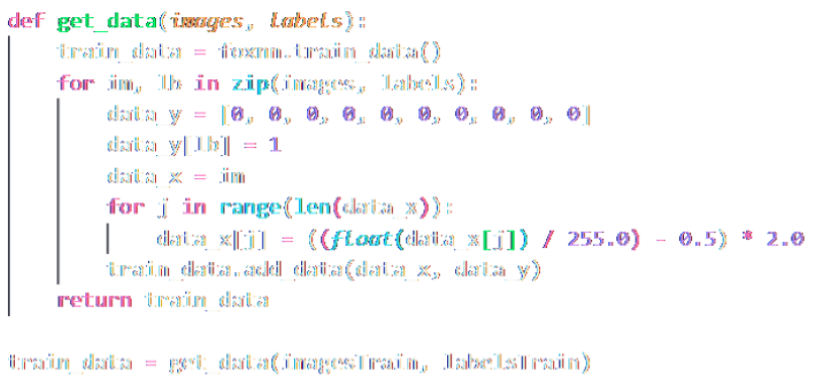 def get_data(images, labels):
    train_data = foxnn.train_data()
    for im, lb in zip(images, labels):
        data_y = [0, 0, 0, 0, 0, 0, 0, 0, 0, 0]
        data_y[lb] = 1
        data_x = im
        for j in range(len(data_x)):
            data_x[j] = ((float(data_x[j]) / 255.0) - 0.5) * 2.0
        train_data.add_data(data_x, data_y)
    return train_data
train_data = get_data(imagesTrain, labelsTrain)